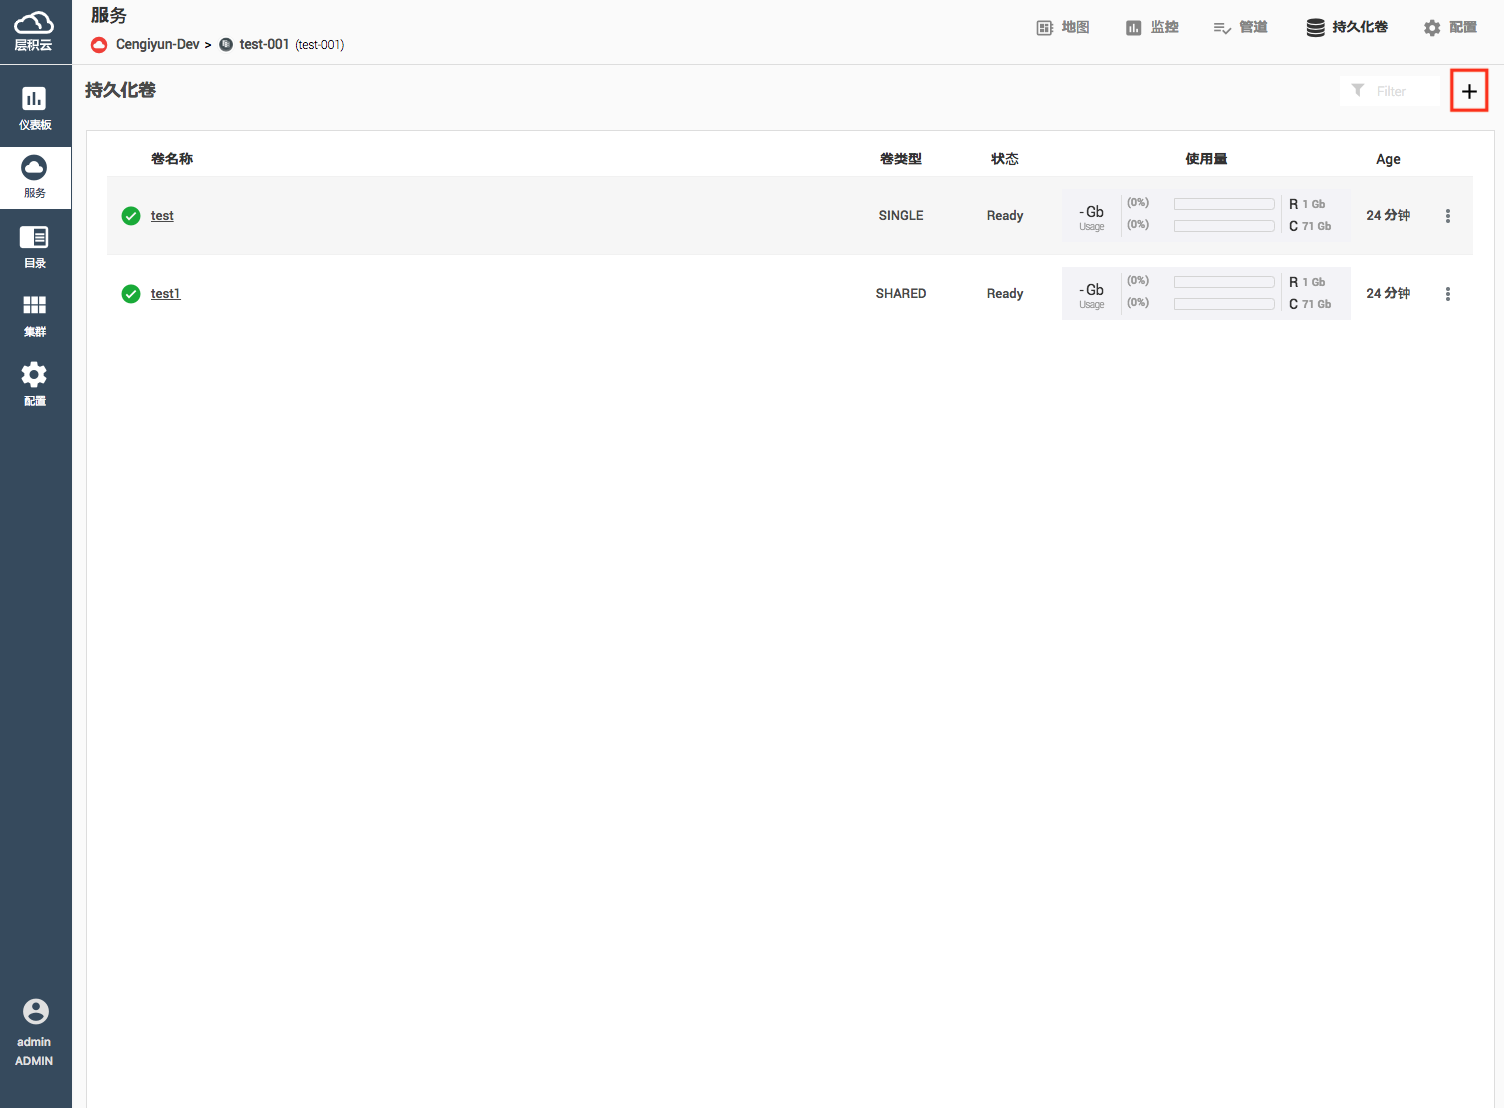 层积云
服务
Cengiyun-Dev > test-001 (test-001)
地图
监控
管道
持久化卷
配置
仪表板
服务
目录
集群
配置
admin
ADMIN
持久化卷
Filter
卷名称 卷类型 状态 使用量 Age
test SINGLE Ready - Gb Usage (0%) (0%) R 1 Gb C 71 Gb 24 分钟
test1 SHARED Ready - Gb Usage (0%) (0%) R 1 Gb C 71 Gb 24 分钟